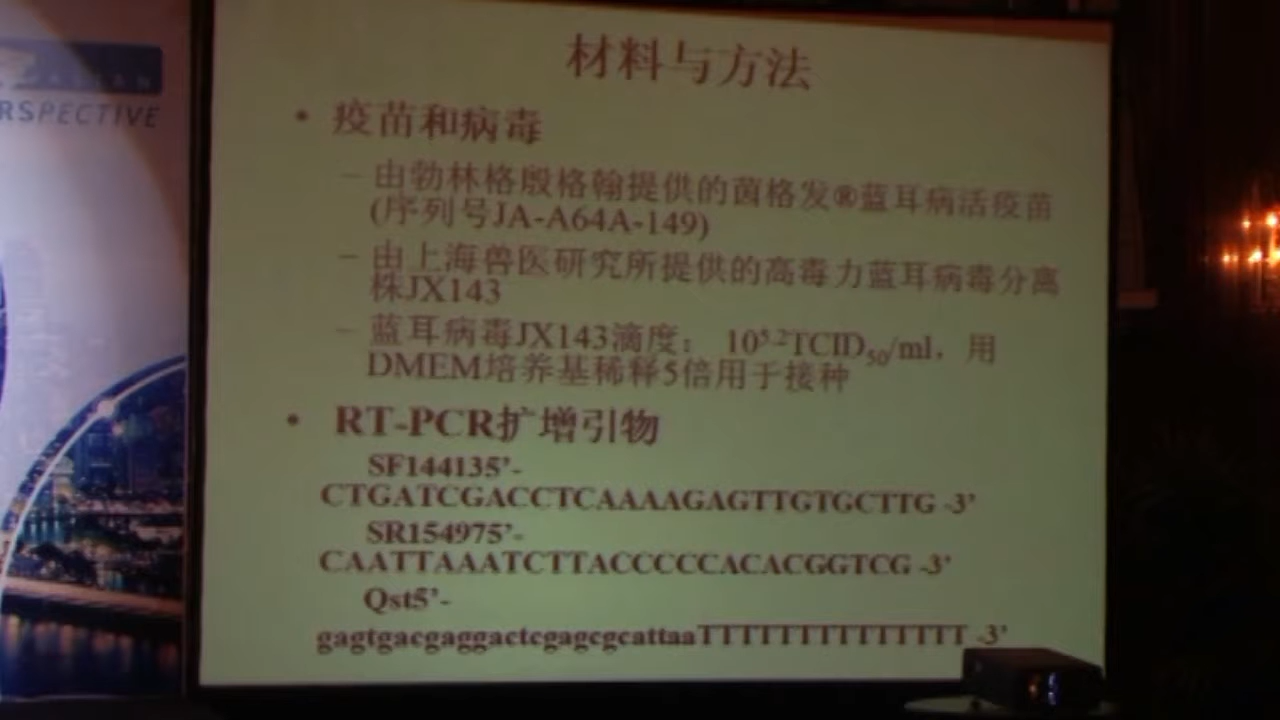 RSPECTIVE
材料与方法
• 疫苗和病毒
– 由勃林格殷格翰提供的茵格发®蓝耳病活疫苗
(序列号JA-A64A-149)
– 由上海兽医研究所提供的高毒力蓝耳病毒分离
株JX143
– 蓝耳病毒JX143滴度： 10⁵·²TCID₅₀/ml，用
DMEM培养基稀释5倍用于接种
• RT-PCR扩增引物
SF144135’-
CTGATCGACCTCAAAAGAGTTGTGCTTG -3’
SR154975’-
CAATTAAATCTTACCCCCACACGGTCG -3’
Qst5’-
gagtgacgaggactcgagcgcattaaTTTTTTTTTTTTTTT -3’